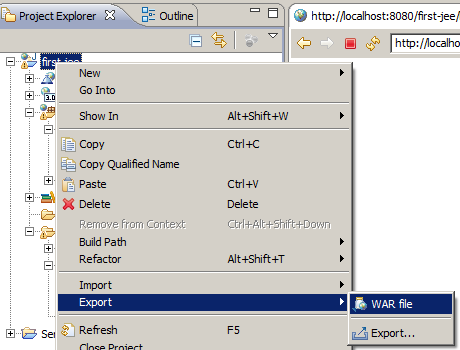 Project Explorer
Outline
http://localhost:8080/first-jee/
http://localho
first-jee
New
Go Into
Show In Alt+Shift+W
Copy Ctrl+C
Copy Qualified Name
Paste Ctrl+V
Delete Delete
Remove from Context Ctrl+Alt+Shift+Down
Build Path
Refactor Alt+Shift+T
Import
Export
WAR file
Refresh F5
Export...
Close Project
Ser
3.0